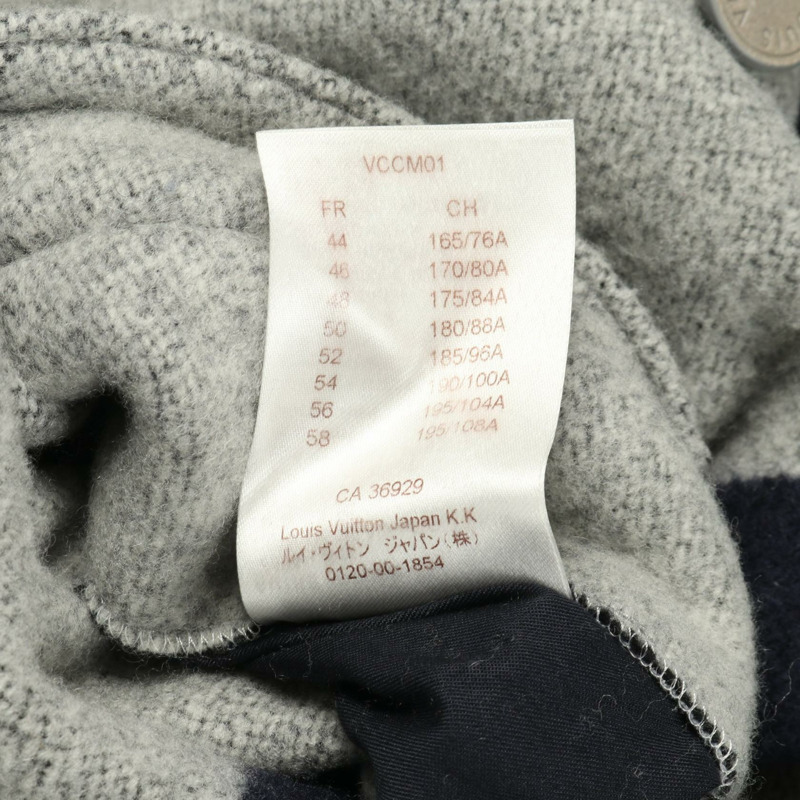 VCCM01
FR CH
44 165/76A
46 170/80A
48 175/84A
50 180/88A
52 185/96A
54 190/100A
56 195/104A
58 195/108A
CA 36929
Louis Vuitton Japan K.K
ルイ・ヴィトン ジャパン(株)
0120-00-1854